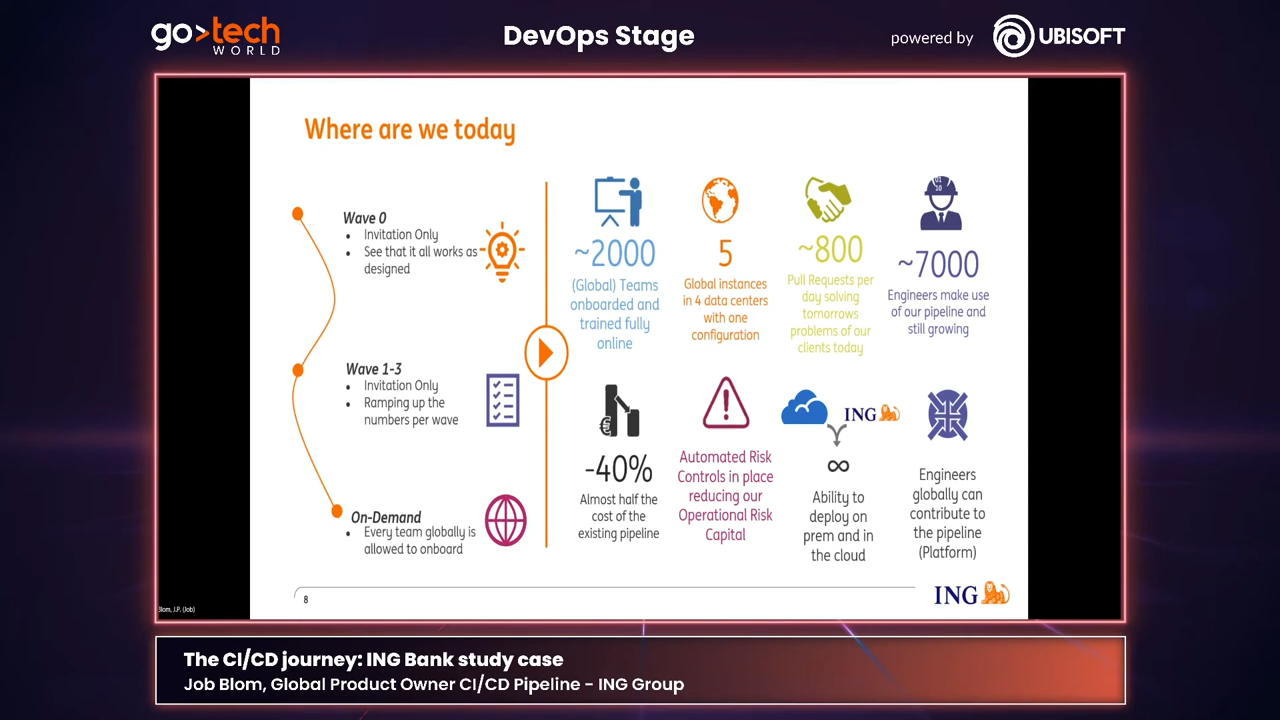 go>tech
WORLD
DevOps Stage
powered by
UBISOFT
Where are we today
Wave 0
• Invitation Only
• See that it all works as
designed
Wave 1-3
• Invitation Only
• Ramping up the
numbers per wave
On-Demand
• Every team globally is
allowed to onboard
~2000
(Global) Teams
onboarded and
trained fully
online
5
Global instances
in 4 data centers
with one
configuration
~800
Pull Requests per
day solving
tomorrows
problems of our
clients today
01
10
~7000
Engineers make use
of our pipeline and
still growing
€
-40%
Almost half the
cost of the
existing pipeline
Automated Risk
Controls in place
reducing our
Operational Risk
Capital
ING
∞
Ability to
deploy on
prem and in
the cloud
Engineers
globally can
contribute to
the pipeline
(Platform)
8
ING
Blom, J.P. (Job)
The CI/CD journey: ING Bank study case
Job Blom, Global Product Owner CI/CD Pipeline - ING Group